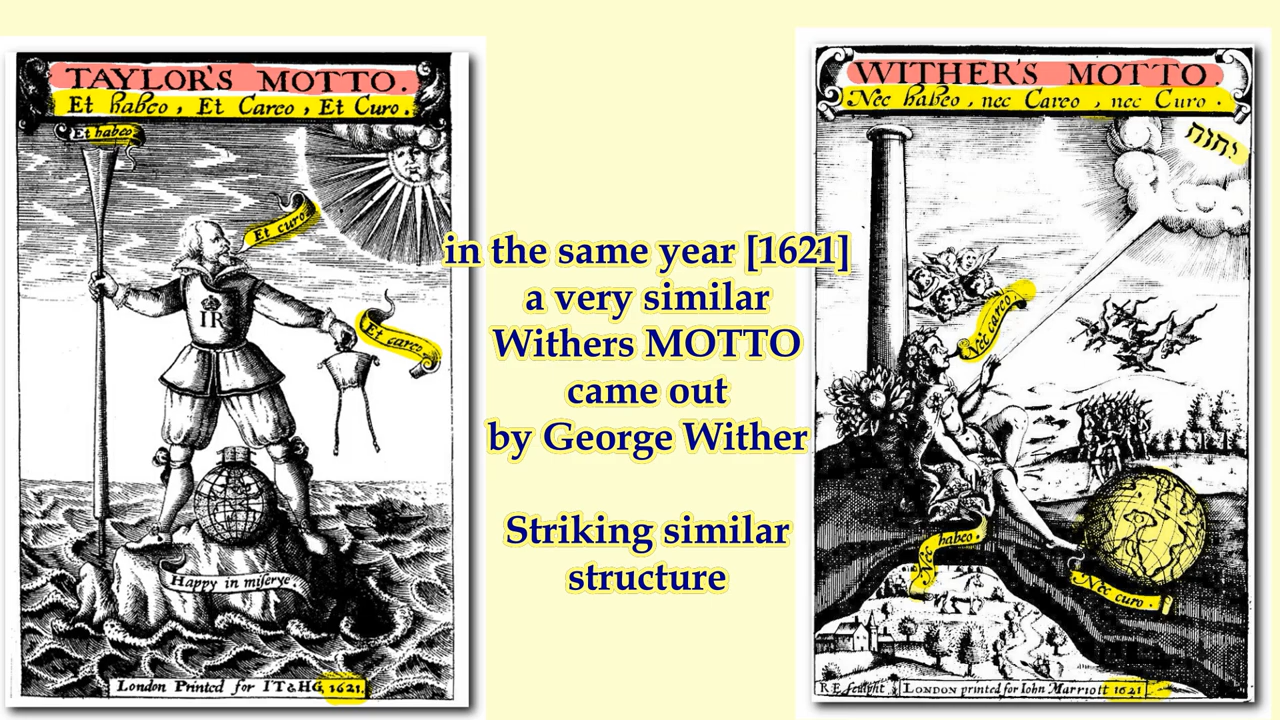 TAYLOR'S MOTTO.
Et habeo, Et Careo, Et Curo.
Et habeo
Et curo
Et careo
IR
Happy in miserye
London Printed for IT & HG 1621.
in the same year [1621]
a very similar
Withers MOTTO
came out
by George Wither
Striking similar
structure
WITHER'S MOTTO.
Nec habeo, nec Careo, nec Curo.
יהוה
Nec careo.
Nec habeo.
Nec curo.
R E sculpsit
LONDON printed for Iohn Marriott 1621